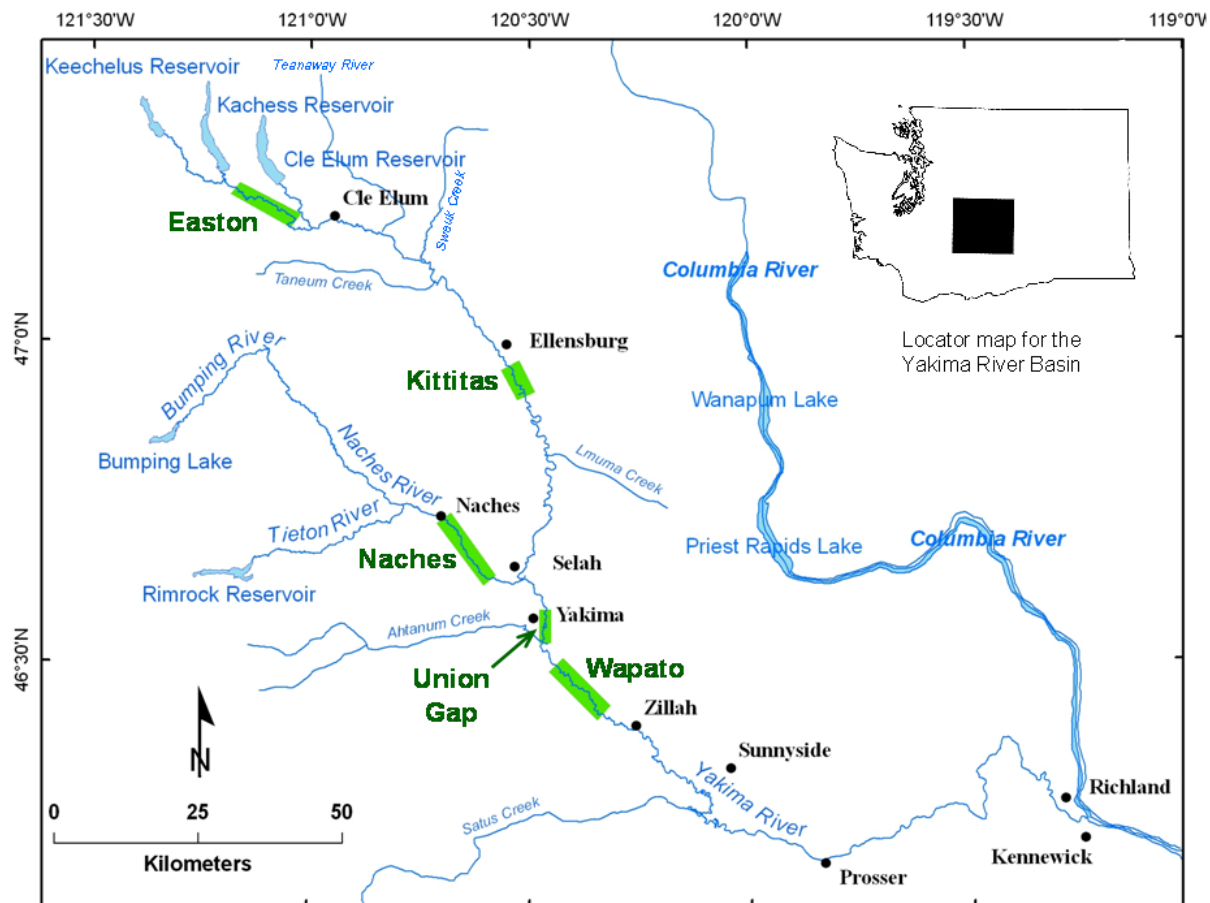 121°30'W
121°0'W
120°30'W
120°0'W
119°30'W
119°0'W
Keechelus Reservoir
Teanaway River
Kachess Reservoir
Cle Elum Reservoir
Cle Elum
Easton
Swauk Creek
Taneum Creek
Columbia River
Locator map for the
Yakima River Basin
47°0'N
Ellensburg
Bumping River
Kittitas
Wanapum Lake
Bumping Lake
Naches River
Lmuma Creek
Naches
Tieton River
Columbia River
Priest Rapids Lake
Naches
Selah
Rimrock Reservoir
Yakima
Ahtanum Creek
46°30'N
Union
Gap
Wapato
Zillah
N
Sunnyside
Yakima River
0 25 50
Kilometers
Satus Creek
Richland
Kennewick
Prosser